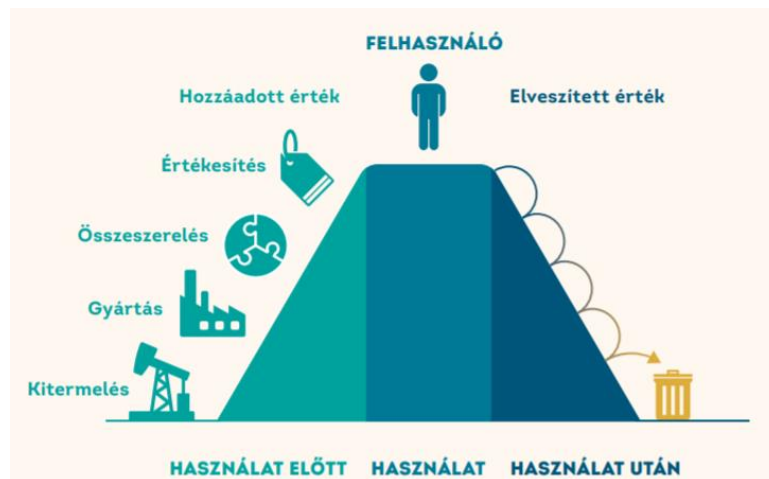 FELHASZNÁLÓ
Hozzáadott érték
Elveszített érték
Értékesítés
Összeszerelés
Gyártás
Kitermelés
HASZNÁLAT ELŐTT
HASZNÁLAT
HASZNÁLAT UTÁN